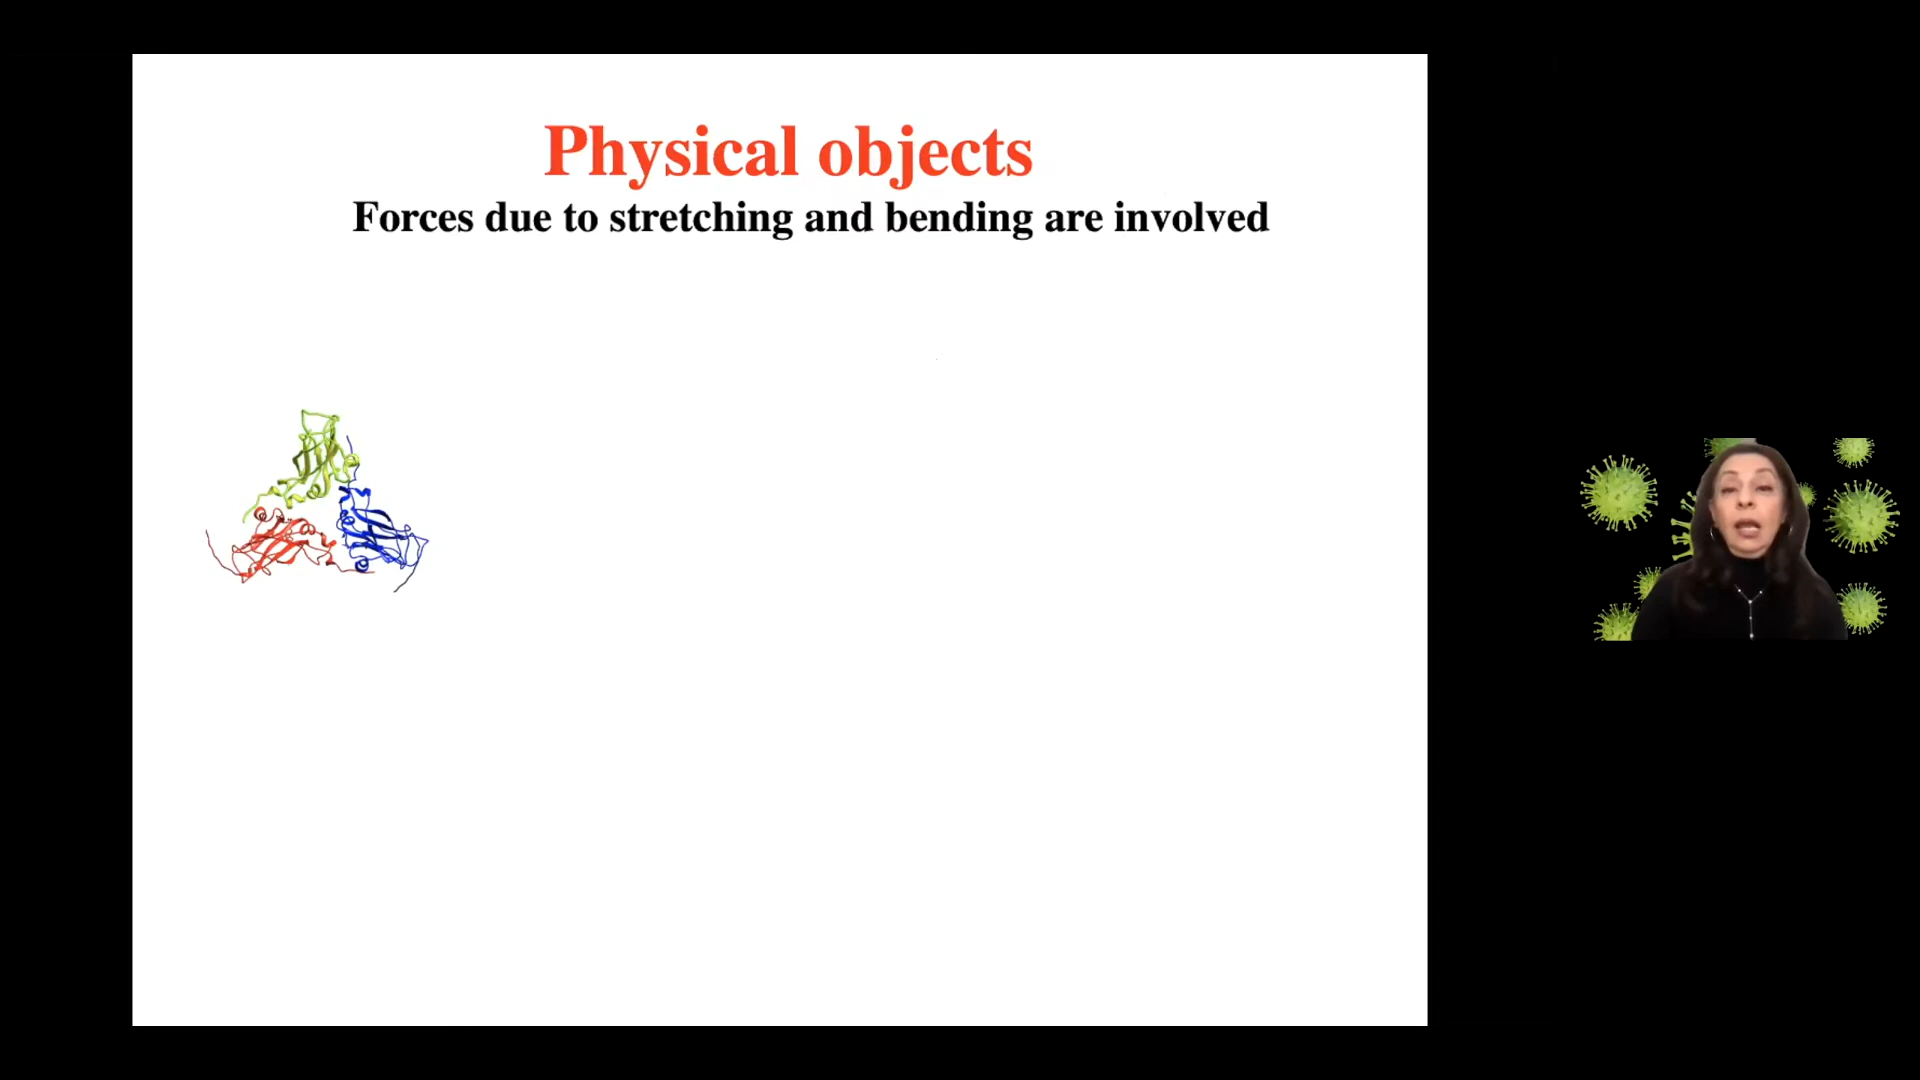 Physical objects
Forces due to stretching and bending are involved